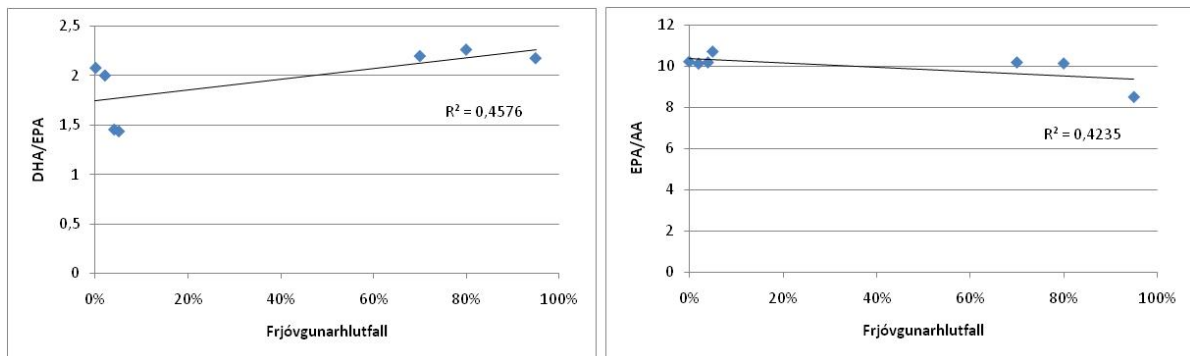 2,5
2
1,5
1
0,5
0
DHA/EPA
R² = 0,4576
0% 20% 40% 60% 80% 100%
Frjóvgunarhlutfall
12
10
8
6
4
2
0
EPA/AA
R² = 0,4235
0% 20% 40% 60% 80% 100%
Frjóvgunarhlutfall